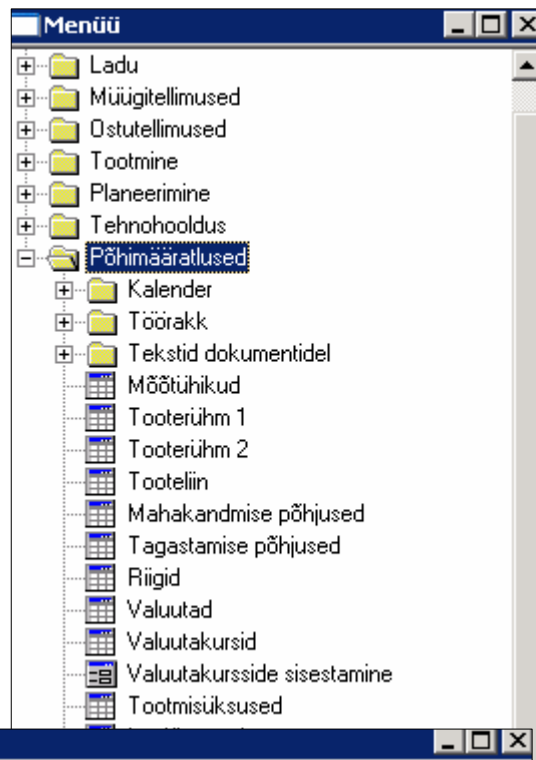 Menüü
Ladu
Müügitellimused
Ostutellimused
Tootmine
Planeerimine
Tehnohooldus
Põhimääratlused
Kalender
Töörakk
Tekstid dokumentidel
Mõõtühikud
Tooterühm 1
Tooterühm 2
Tooteliin
Mahakandmise põhjused
Tagastamise põhjused
Riigid
Valuutad
Valuutakursid
Valuutakursside sisestamine
Tootmisüksused